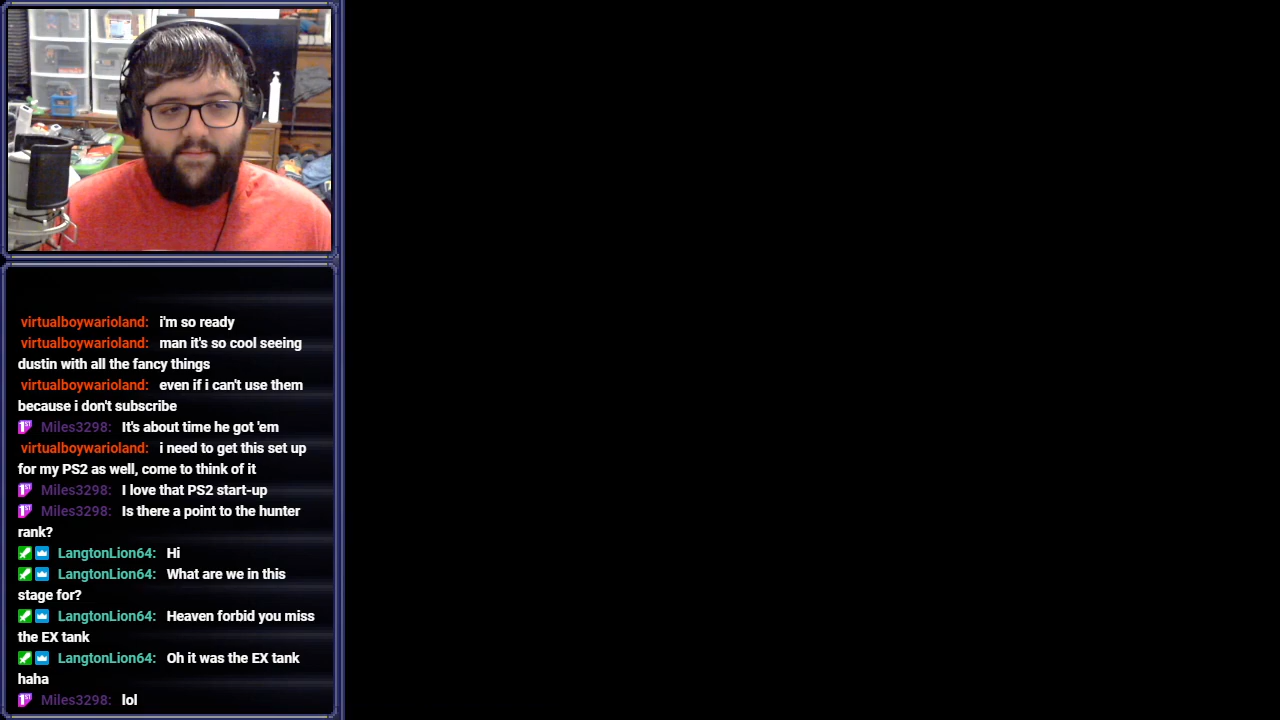 virtualboywarioland: i'm so ready
virtualboywarioland: man it's so cool seeing
dustin with all the fancy things
virtualboywarioland: even if i can't use them
because i don't subscribe
1ST Miles3298: It's about time he got 'em
virtualboywarioland: i need to get this set up
for my PS2 as well, come to think of it
1ST Miles3298: I love that PS2 start-up
1ST Miles3298: Is there a point to the hunter
rank?
LangtonLion64: Hi
LangtonLion64: What are we in this
stage for?
LangtonLion64: Heaven forbid you miss
the EX tank
LangtonLion64: Oh it was the EX tank
haha
1ST Miles3298: lol